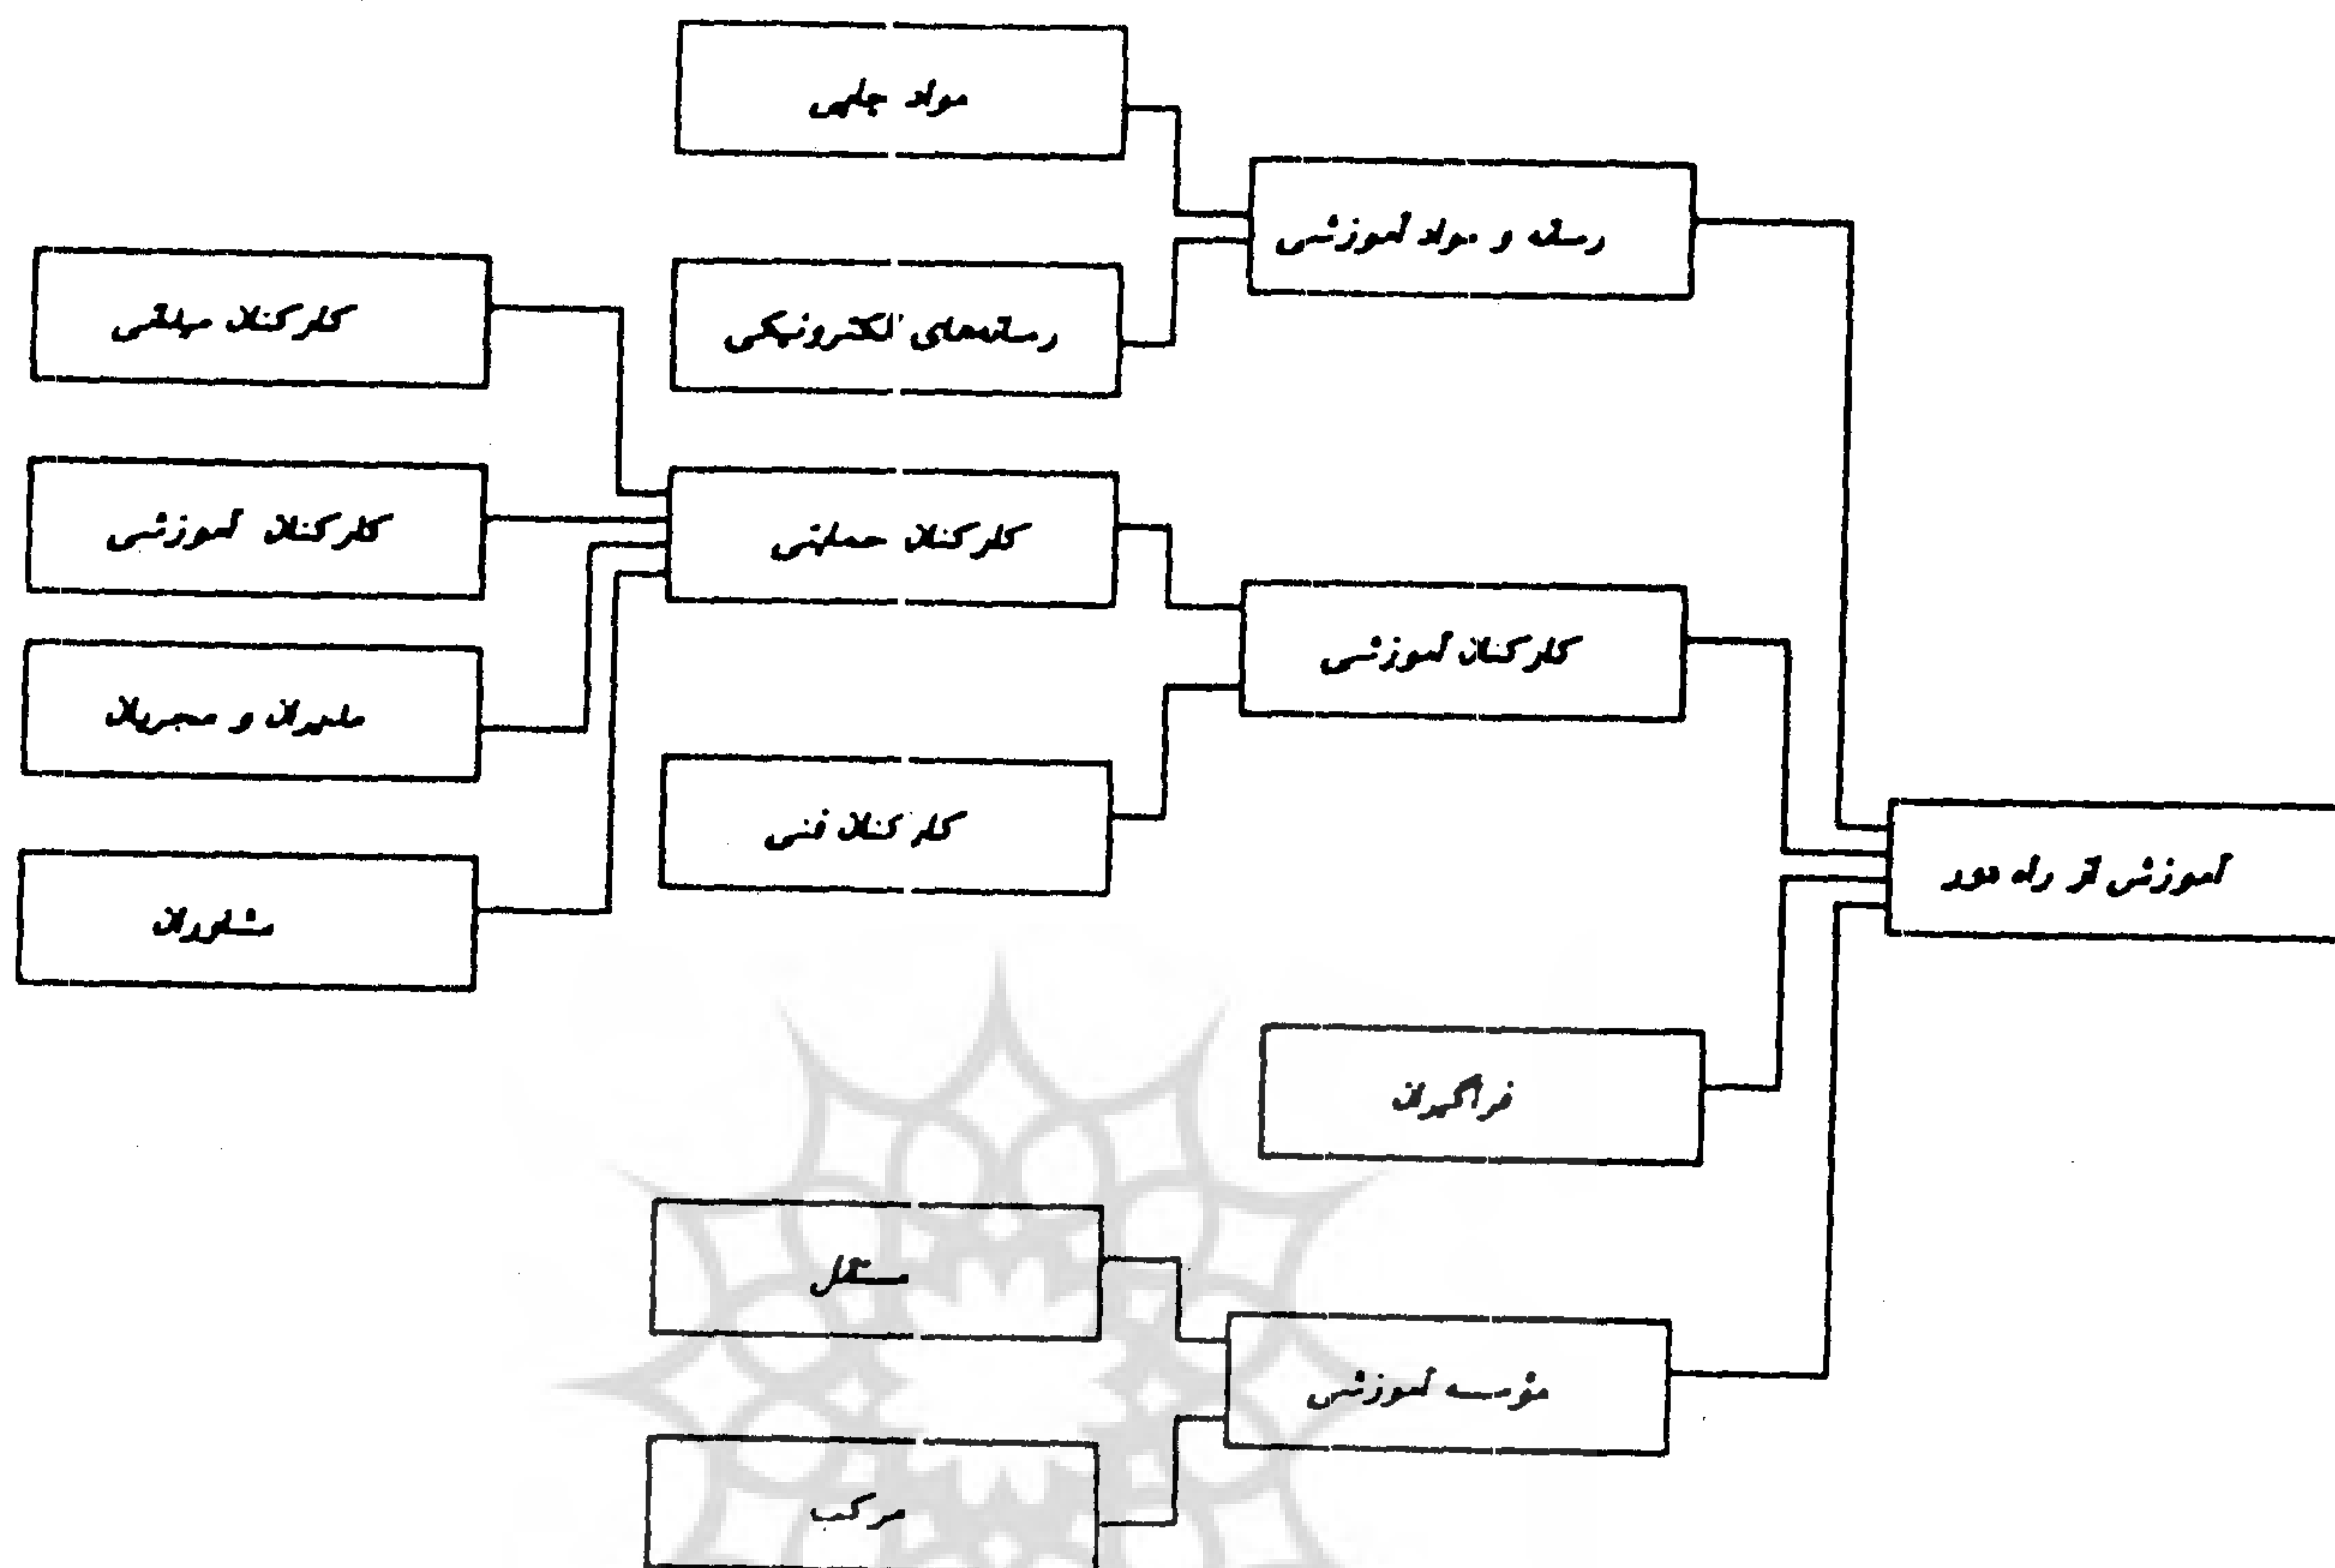 آموزش از راه دور
رسانه و مواد آموزشی
مواد چاپی
رسانه‌های الکترونیکی
کارکنان آموزشی
کارکنان حمایتی
کارکنان میدانی
کارکنان آموزشی
مدیران و مجریان
مشاوران
کارکنان فنی
فراگیران
مؤسسه آموزشی
مستقل
مرکب